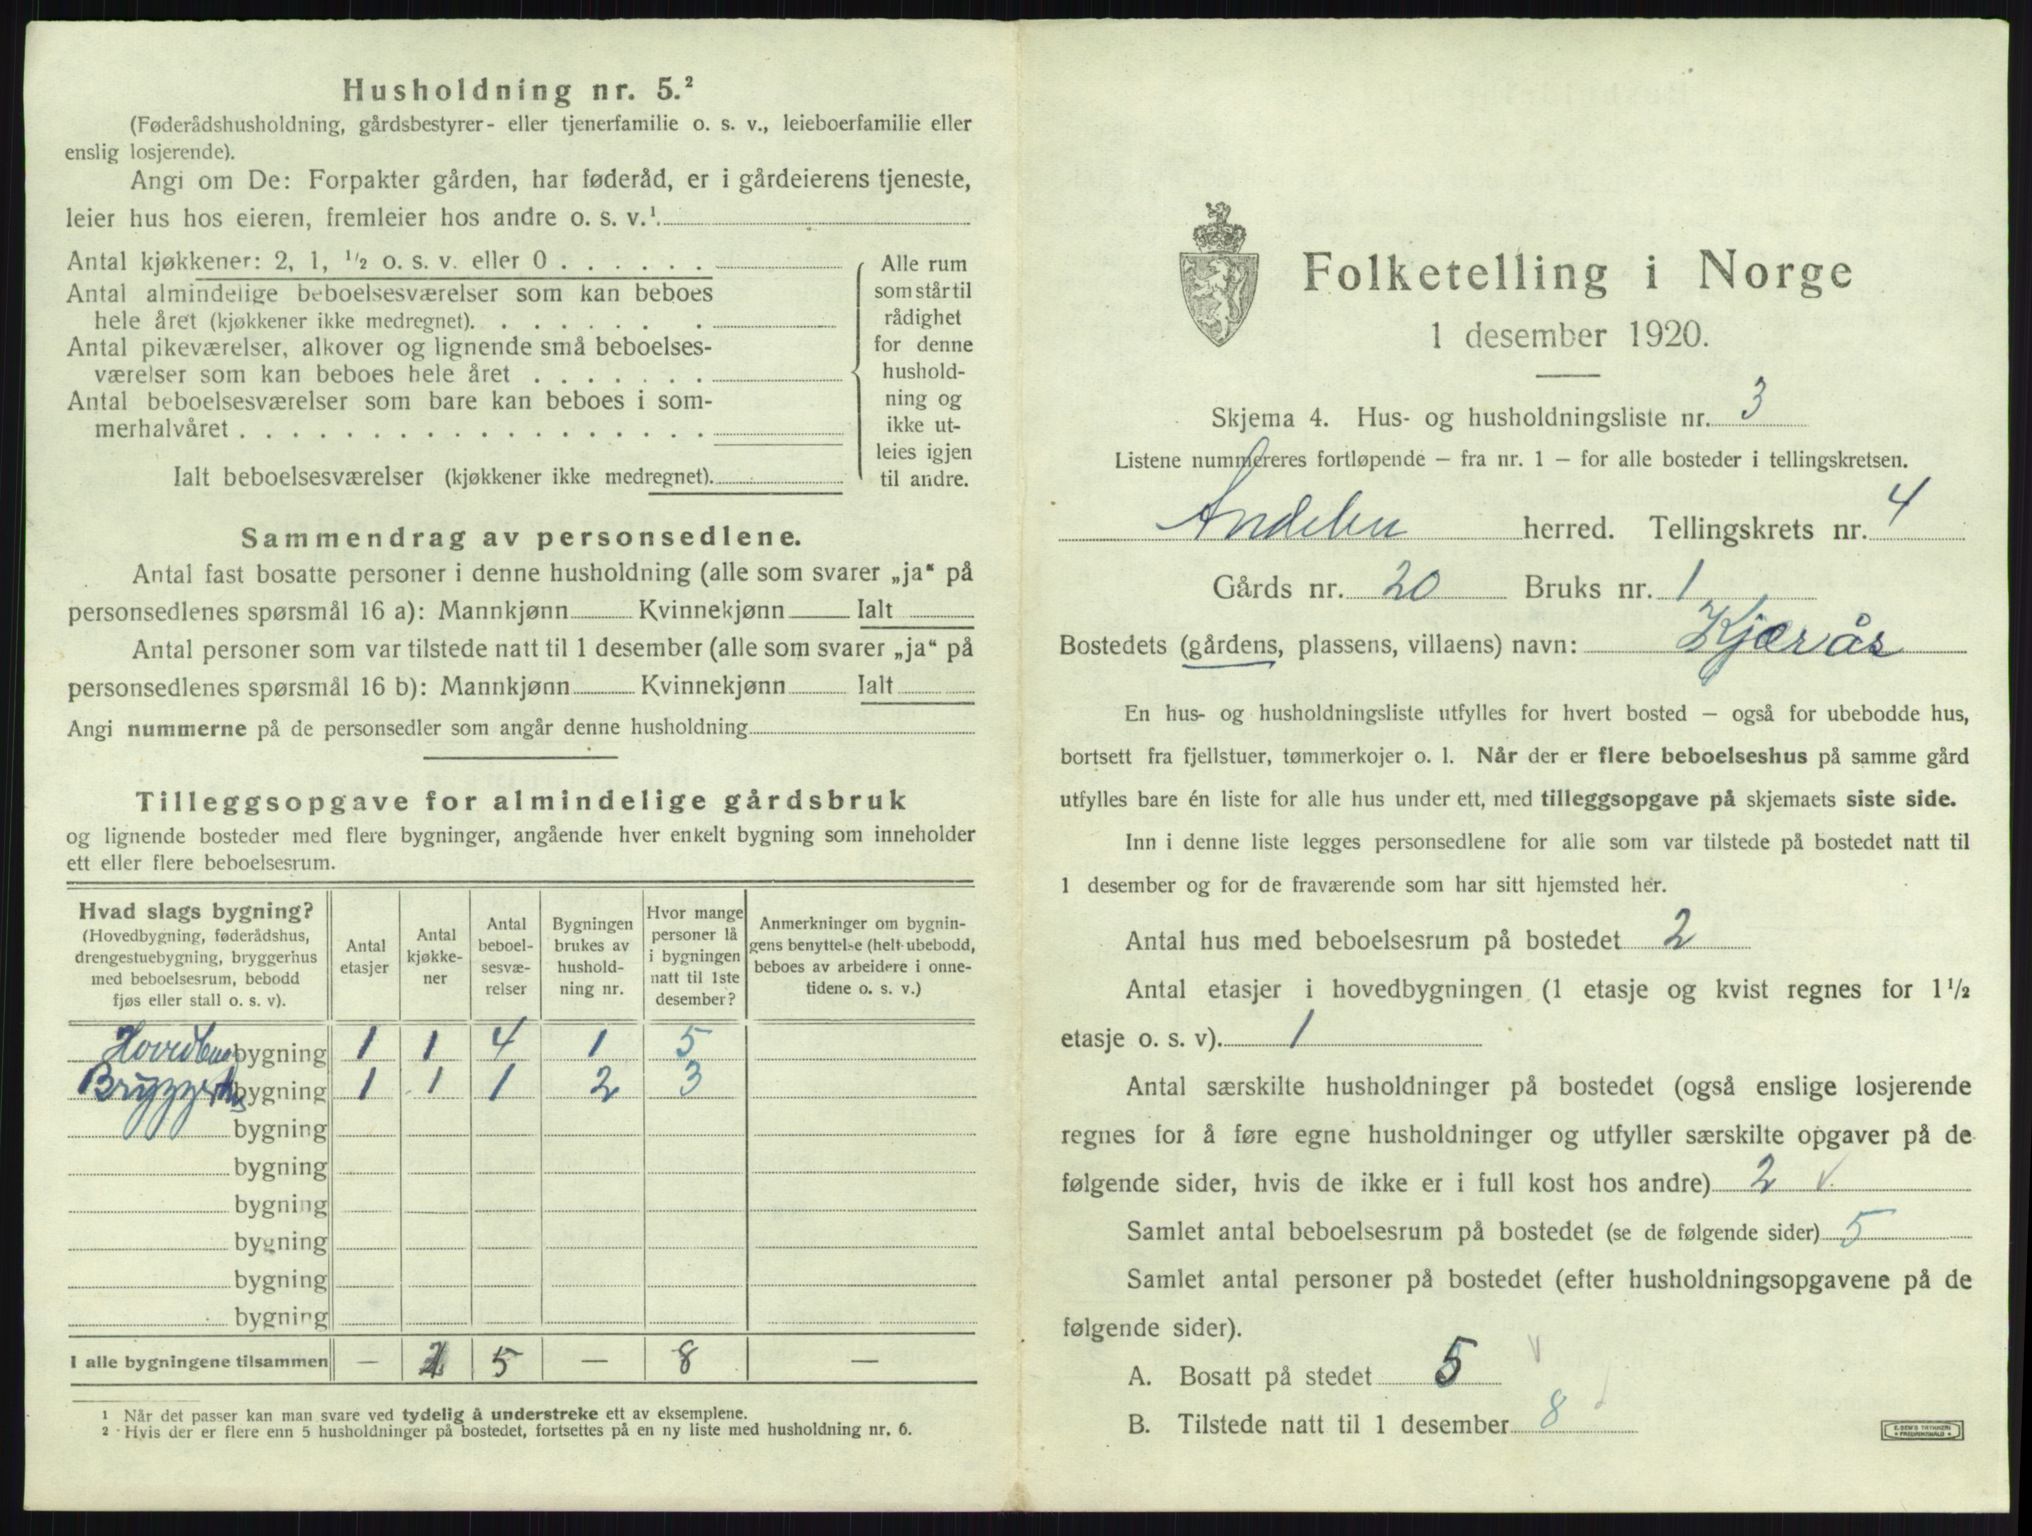 Husholdning nr. 5.²
(Føderådshusholdning, gårdsbestyrer- eller tjenerfamilie o. s. v., leieboerfamilie eller
enslig losjerende).
Angi om De: Forpakter gården, har føderåd, er i gårdeierens tjeneste,
leier hus hos eieren, fremleier hos andre o. s. v.¹
Antal kjøkkener: 2, 1, ½ o. s. v. eller 0
Antal almindelige beboelsesværelser som kan beboes
hele året (kjøkkener ikke medregnet).
Antal pikeværelser, alkover og lignende små beboelses-
værelser som kan beboes hele året
Antal beboelsesværelser som bare kan beboes i som-
merhalvåret
Ialt beboelsesværelser (kjøkkener ikke medregnet).
Alle rum
som står til
rådighet
for denne
hushold-
ning og
ikke ut-
leies igjen
til andre.
Sammendrag av personsedlene.
Antal fast bosatte personer i denne husholdning (alle som svarer „ja“ på
personsedlenes spørsmål 16 a): Mannkjønn Kvinnekjønn Ialt
Antal personer som var tilstede natt til 1 desember (alle som svarer „ja“ på
personsedlenes spørsmål 16 b): Mannkjønn Kvinnekjønn Ialt
Angi nummerne på de personsedler som angår denne husholdning
Tilleggsopgave for almindelige gårdsbruk
og lignende bosteder med flere bygninger, angående hver enkelt bygning som inneholder
ett eller flere beboelsesrum.
Hvad slags bygning?
(Hovedbygning, føderådshus,
drengestuebygning, bryggerhus
med beboelsesrum, bebodd
fjøs eller stall o. s. v).
Antal
etasjer
Antal
kjøkke-
ner
Antal
beboel-
sesvæ-
relser
Bygningen
brukes av
hushold-
ning nr.
Hvor mange
personer lå
i bygningen
natt til 1ste
desember?
Anmerkninger om bygnin-
gens benyttelse (helt ubebodd,
beboes av arbeidere i onne-
tidene o. s. v.)
bygning 1 1 4 1 5
bygning 1 1 1 2 3
bygning
bygning
bygning
bygning
bygning
bygning
I alle bygningene tilsammen — 2 5 — 8 —
¹ Når det passer kan man svare ved tydelig å understreke ett av eksemplene.
² Hvis der er flere enn 5 husholdninger på bostedet, fortsettes på en ny liste med husholdning nr. 6.
Folketelling i Norge
1 desember 1920.
Skjema 4. Hus- og husholdningsliste nr. 3
Listene nummereres fortløpende — fra nr. 1 — for alle bosteder i tellingskretsen.
Andebu herred. Tellingskrets nr. 4
Gårds nr. 20 Bruks nr. 1
Bostedets (gårdens, plassens, villaens) navn: Kjærås
En hus- og husholdningsliste utfylles for hvert bosted — også for ubebodde hus,
bortsett fra fjellstuer, tømmerkojer o. l. Når der er flere beboelseshus på samme gård
utfylles bare én liste for alle hus under ett, med tilleggsopgave på skjemaets siste side.
Inn i denne liste legges personsedlene for alle som var tilstede på bostedet natt til
1 desember og for de fraværende som har sitt hjemsted her.
Antal hus med beboelsesrum på bostedet 2
Antal etasjer i hovedbygningen (1 etasje og kvist regnes for 1½
etasje o. s. v). 1
Antal særskilte husholdninger på bostedet (også enslige losjerende
regnes for å føre egne husholdninger og utfyller særskilte opgaver på de
følgende sider, hvis de ikke er i full kost hos andre) 2 v
Samlet antal beboelsesrum på bostedet (se de følgende sider) 5
Samlet antal personer på bostedet (efter husholdningsopgavene på de
følgende sider).
A. Bosatt på stedet 5 v
B. Tilstede natt til 1 desember 8